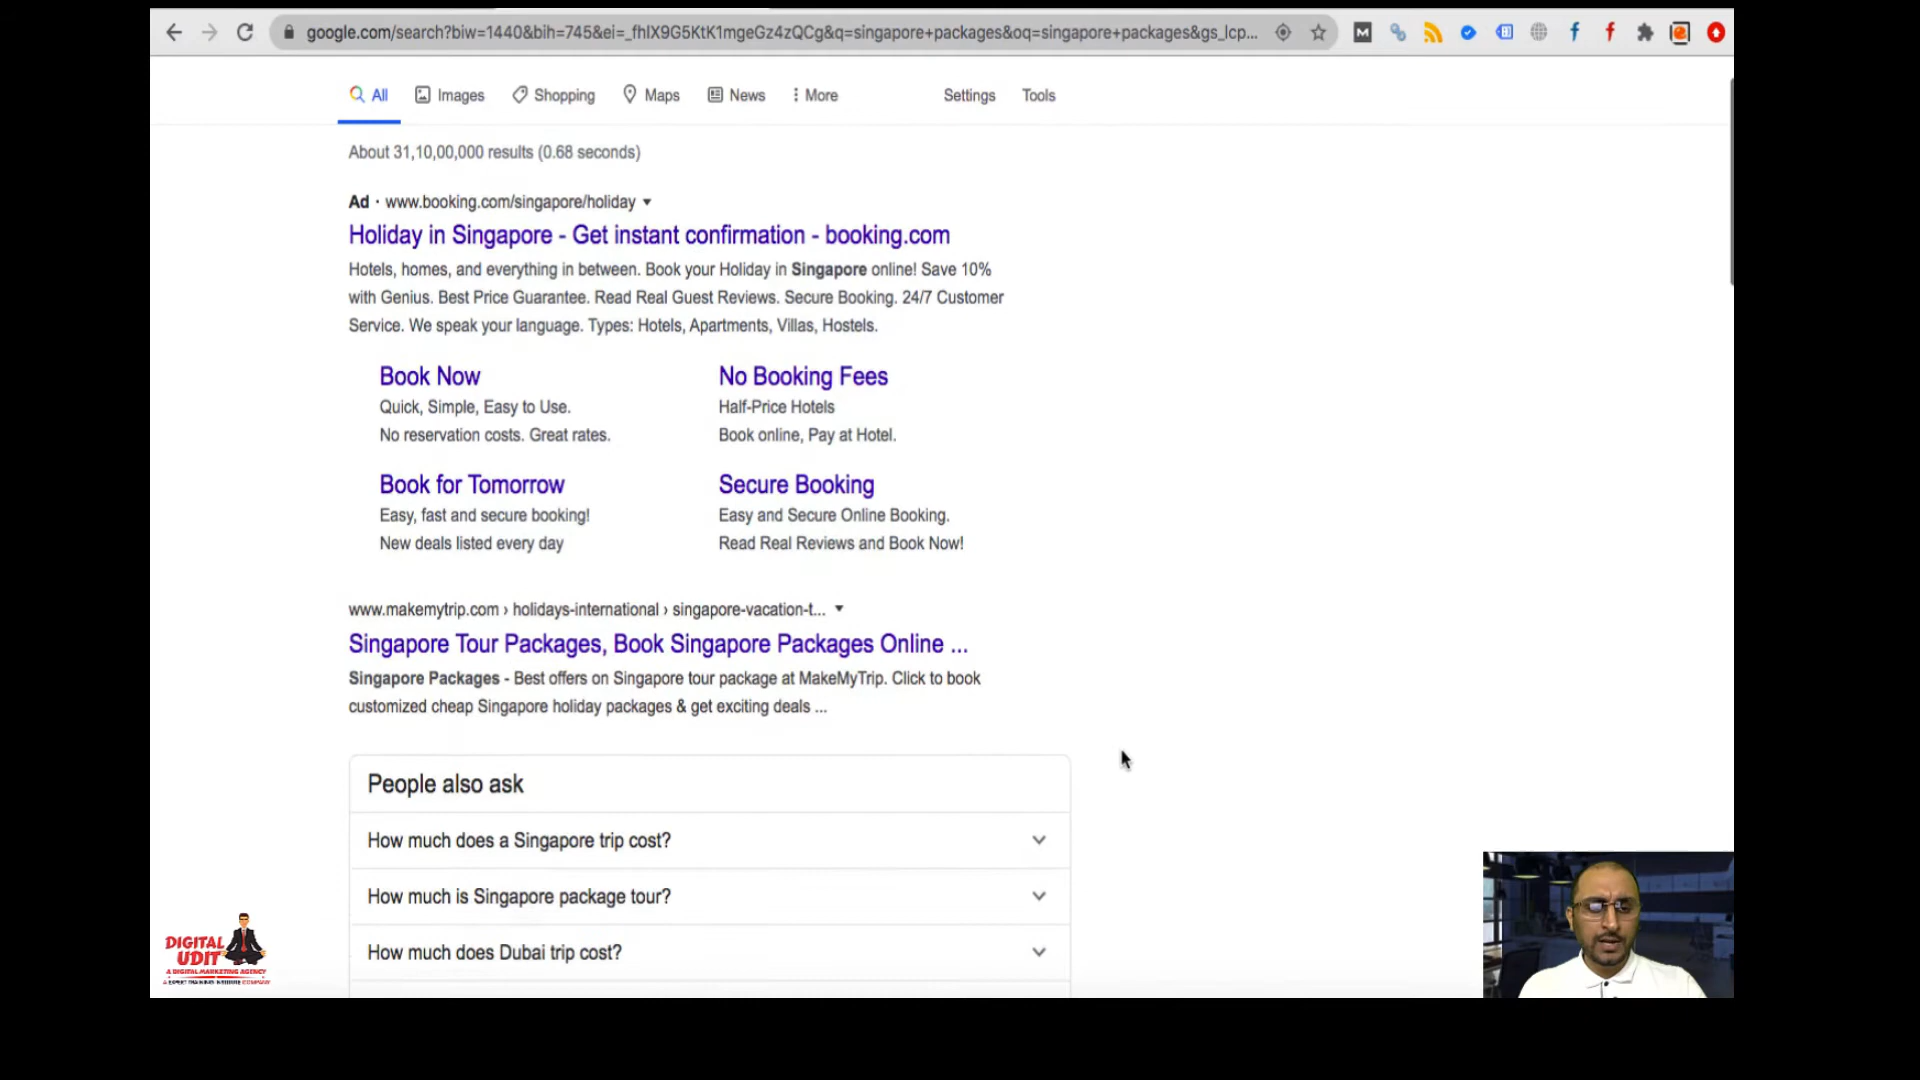 google.com/search?biw=1440&bih=745&ei=_fhIX9G5KtK1mgeGz4zQCg&q=singapore+packages&oq=singapore+packages&gs_lcp...
All Images Shopping Maps News More Settings Tools
About 31,10,00,000 results (0.68 seconds)
Ad · www.booking.com/singapore/holiday
Holiday in Singapore - Get instant confirmation - booking.com
Hotels, homes, and everything in between. Book your Holiday in Singapore online! Save 10%
with Genius. Best Price Guarantee. Read Real Guest Reviews. Secure Booking. 24/7 Customer
Service. We speak your language. Types: Hotels, Apartments, Villas, Hostels.
Book Now
Quick, Simple, Easy to Use.
No reservation costs. Great rates.
No Booking Fees
Half-Price Hotels
Book online, Pay at Hotel.
Book for Tomorrow
Easy, fast and secure booking!
New deals listed every day
Secure Booking
Easy and Secure Online Booking.
Read Real Reviews and Book Now!
www.makemytrip.com › holidays-international › singapore-vacation-t...
Singapore Tour Packages, Book Singapore Packages Online ...
Singapore Packages - Best offers on Singapore tour package at MakeMyTrip. Click to book
customized cheap Singapore holiday packages & get exciting deals ...
People also ask
How much does a Singapore trip cost?
How much is Singapore package tour?
How much does Dubai trip cost?
DIGITAL
UDIT
A DIGITAL MARKETING AGENCY
A EXPERT TRAINING INSTITUTE COMPANY